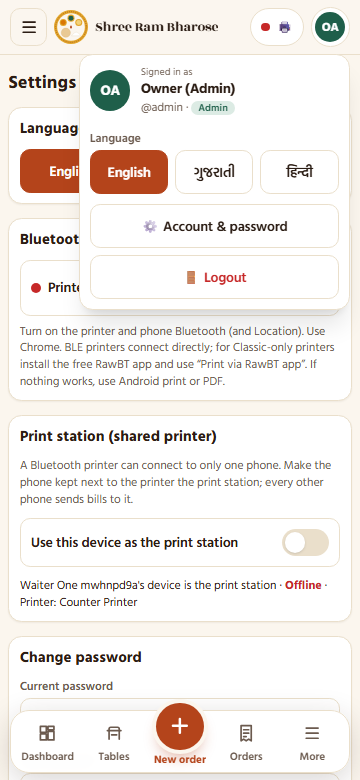 Shree Ram Bharose
OA
Settings
Signed in as
OA
Owner (Admin)
@admin · Admin
Language
English
ગુજરાતી
हिन्दी
Account & password
Logout
Languag
Engli
Bluetoot
Printe
Turn on the printer and phone Bluetooth (and Location). Use
Chrome. BLE printers connect directly; for Classic-only printers
install the free RawBT app and use "Print via RawBT app". If
nothing works, use Android print or PDF.
Print station (shared printer)
A Bluetooth printer can connect to only one phone. Make the
phone kept next to the printer the print station; every other
phone sends bills to it.
Use this device as the print station
Waiter One mwhnpd9a's device is the print station · Offline ·
Printer: Counter Printer
Change password
Current password
Dashboard
Tables
New order
Orders
More